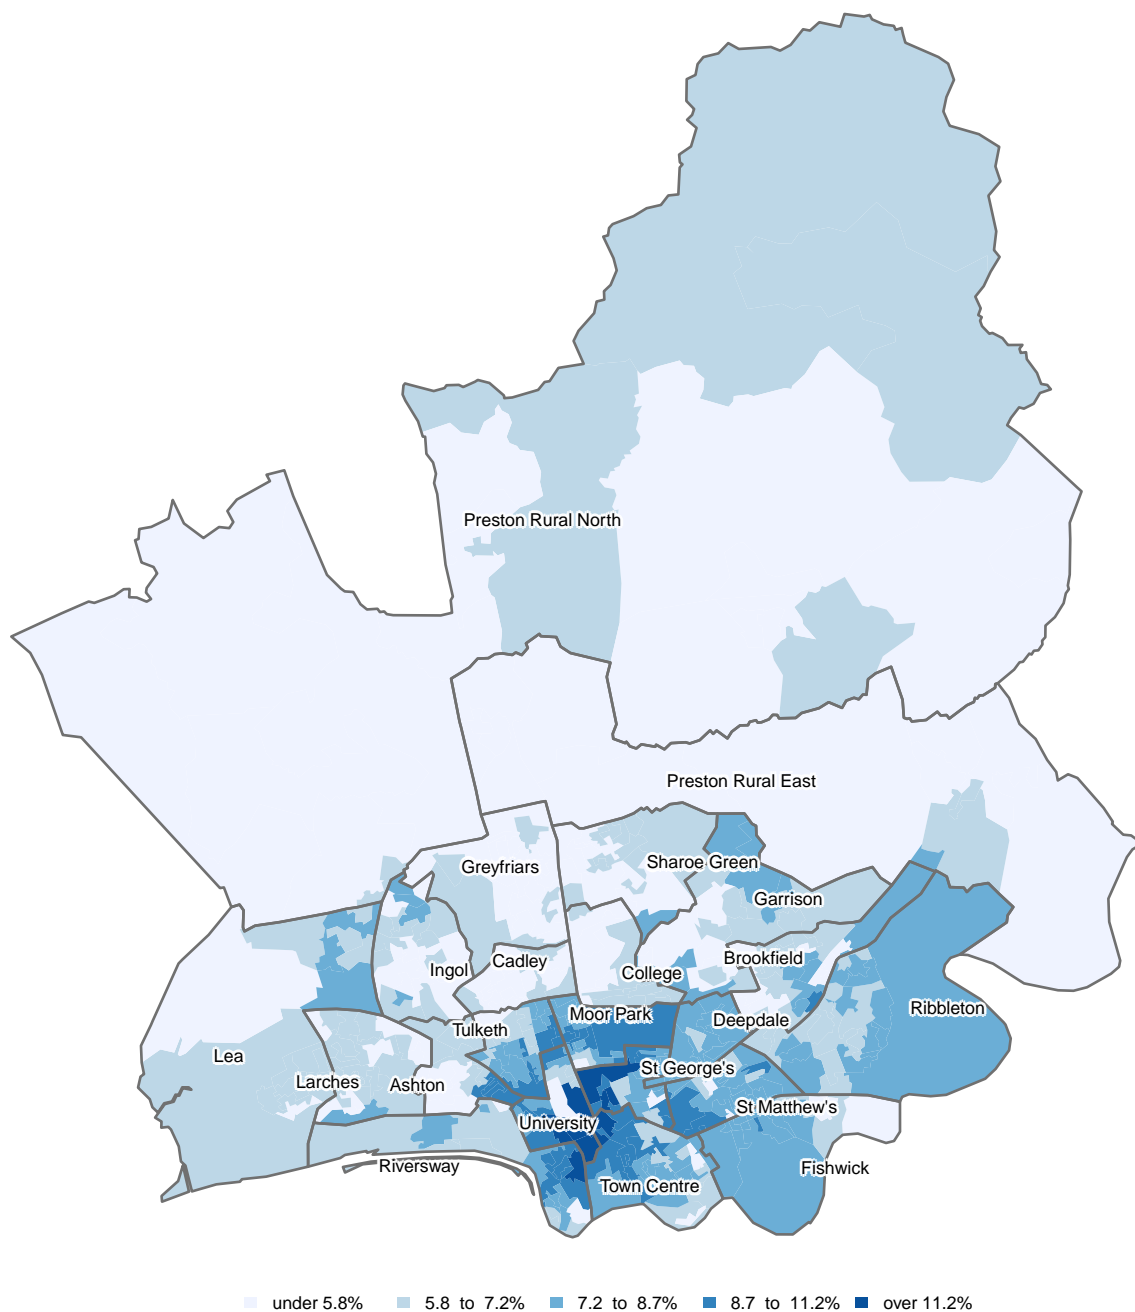 Preston Rural North
Preston Rural East
Greyfriars
Sharoe Green
Garrison
Ingol
Cadley
College
Brookfield
Ribbleton
Moor Park
Deepdale
Tulketh
Lea
Larches
Ashton
St George's
St Matthew's
University
Riversway
Town Centre
Fishwick
under 5.8%
5.8 to 7.2%
7.2 to 8.7%
8.7 to 11.2%
over 11.2%